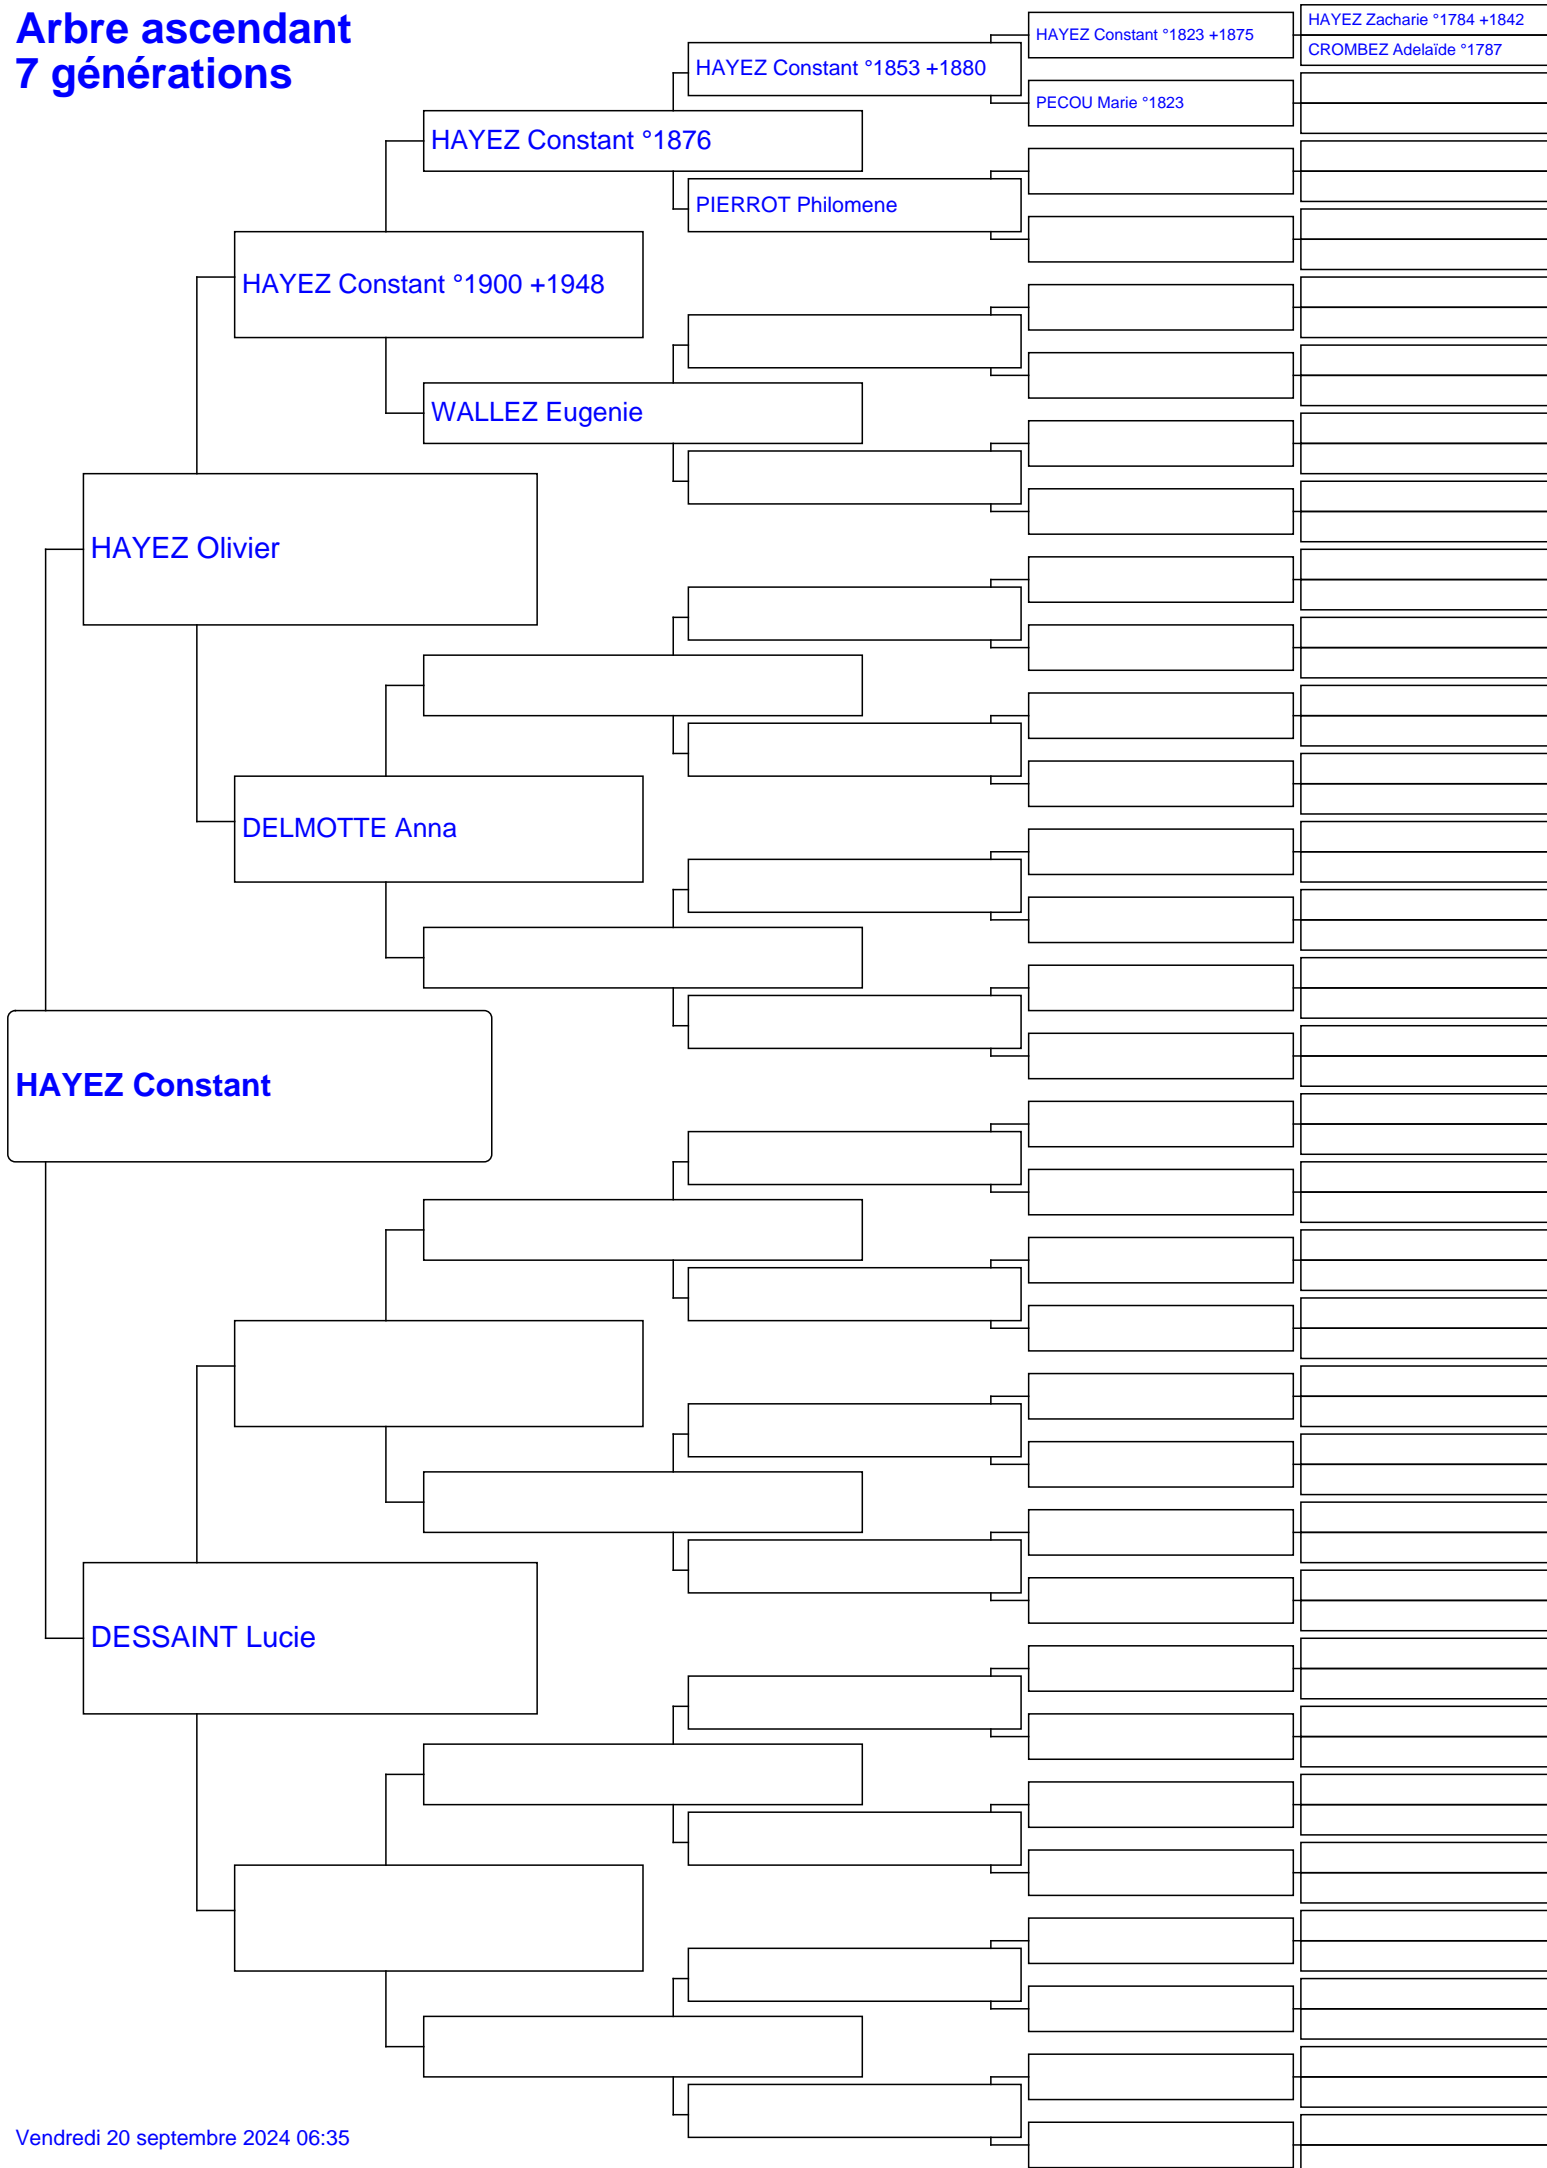 Arbre ascendant
7 générations
HAYEZ Zacharie °1784 +1842
HAYEZ Constant °1823 +1875
CROMBEZ Adelaïde °1787
HAYEZ Constant °1853 +1880
PECOU Marie °1823
HAYEZ Constant °1876
PIERROT Philomene
HAYEZ Constant °1900 +1948
WALLEZ Eugenie
HAYEZ Olivier
DELMOTTE Anna
HAYEZ Constant
DESSAINT Lucie
Vendredi 20 septembre 2024 06:35